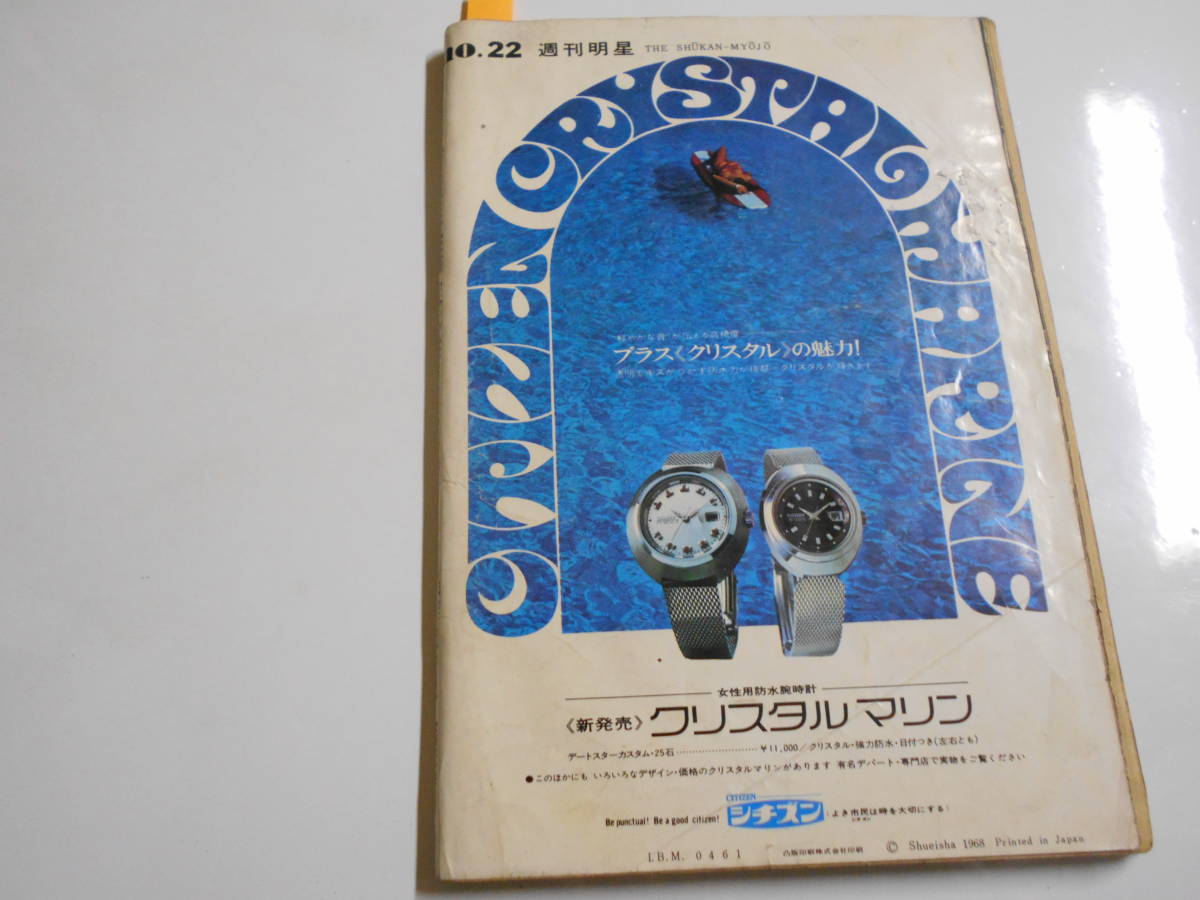 10.22 週刊明星 THE SHŪKAN-MYŌJŌ
CITIZEN CRYSTAL MARINE
プラス《クリスタル》の魅力!
女性用防水腕時計
《新発売》クリスタル マリン
デートスターカスタム・25石……………………¥11,000/クリスタル・強力防水・日付つき(左右とも)
●このほかにも いろいろなデザイン・価格のクリスタルマリンがあります 有名デパート・専門店で実物をご覧ください
CITIZEN
Be punctual! Be a good citizen! シチズン (よき市民は時を大切にする)
シチズン
I.B.M. 0461 凸版印刷株式会社印刷 © Shueisha 1968 Printed in Japan